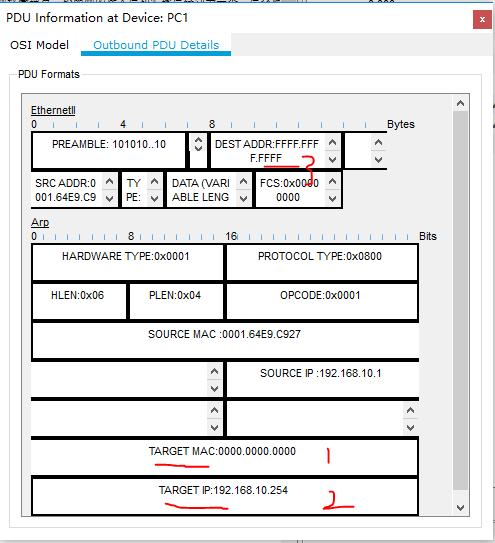 PDU Information at Device: PC1
x
OSI Model
Outbound PDU Details
PDU Formats
EthernetII
0 4 8 Bytes
PREAMBLE: 101010..10
DEST ADDR:FFFF.FFF
F.FFFF
3
SRC ADDR:0
001.64E9.C9
TY
PE:
DATA (VARI
ABLE LENG
FCS:0x0000
0000
Arp
0 8 16 Bits
HARDWARE TYPE:0x0001
PROTOCOL TYPE:0x0800
HLEN:0x06
PLEN:0x04
OPCODE:0x0001
SOURCE MAC :0001.64E9.C927
SOURCE IP :192.168.10.1
TARGET MAC:0000.0000.0000
1
TARGET IP:192.168.10.254
2